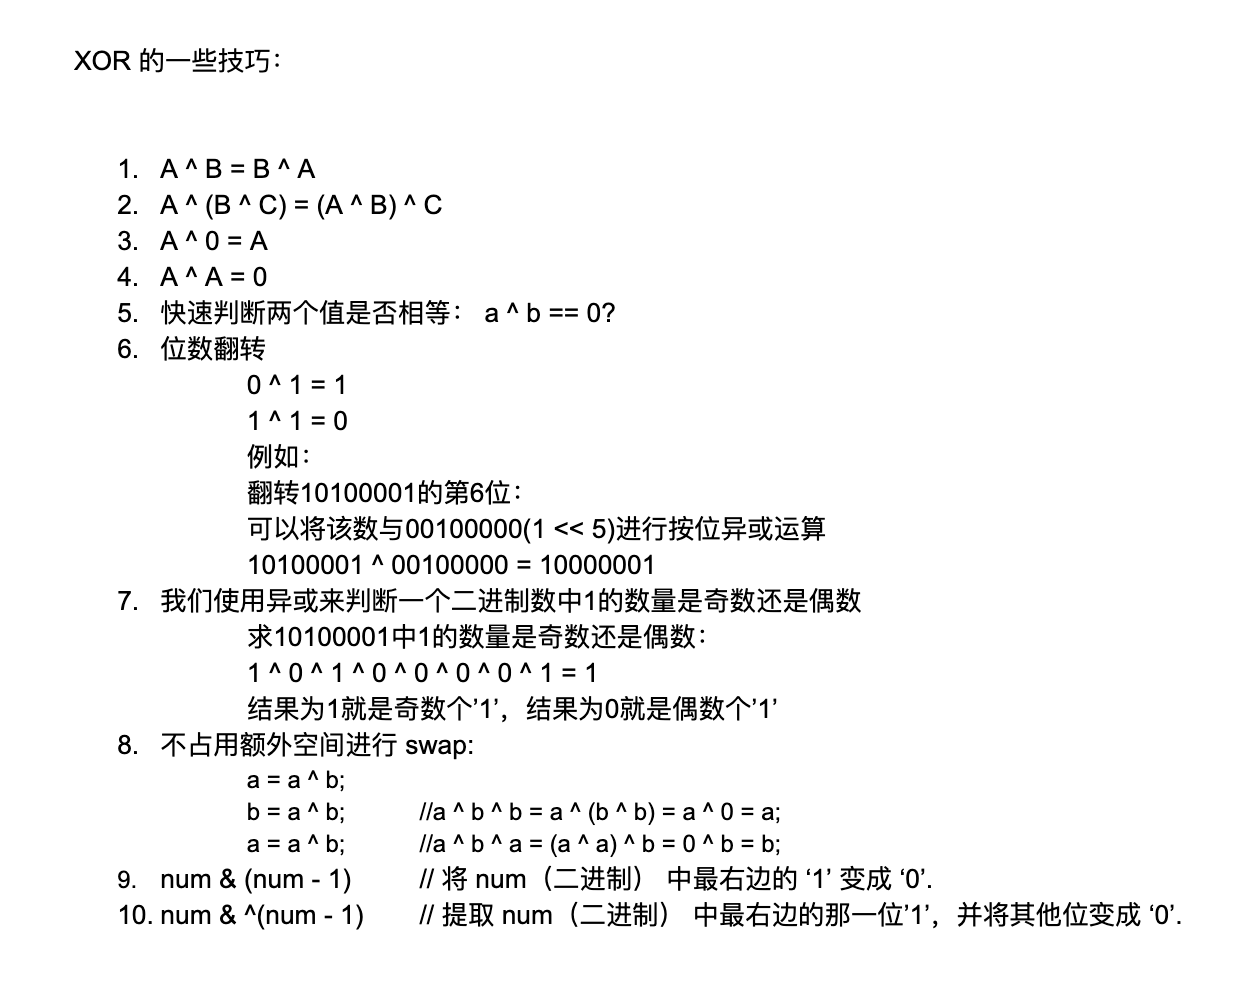 XOR 的一些技巧：
1. A ^ B = B ^ A
2. A ^ (B ^ C) = (A ^ B) ^ C
3. A ^ 0 = A
4. A ^ A = 0
5. 快速判断两个值是否相等： a ^ b == 0?
6. 位数翻转
0 ^ 1 = 1
1 ^ 1 = 0
例如：
翻转10100001的第6位：
可以将该数与00100000(1 << 5)进行按位异或运算
10100001 ^ 00100000 = 10000001
7. 我们使用异或来判断一个二进制数中1的数量是奇数还是偶数
求10100001中1的数量是奇数还是偶数：
1 ^ 0 ^ 1 ^ 0 ^ 0 ^ 0 ^ 0 ^ 1 = 1
结果为1就是奇数个’1’，结果为0就是偶数个’1’
8. 不占用额外空间进行 swap:
a = a ^ b;
b = a ^ b; //a ^ b ^ b = a ^ (b ^ b) = a ^ 0 = a;
a = a ^ b; //a ^ b ^ a = (a ^ a) ^ b = 0 ^ b = b;
9. num & (num - 1) // 将 num（二进制） 中最右边的 ‘1’ 变成 ‘0’.
10. num & ^(num - 1) // 提取 num（二进制） 中最右边的那一位’1’，并将其他位变成 ‘0’.